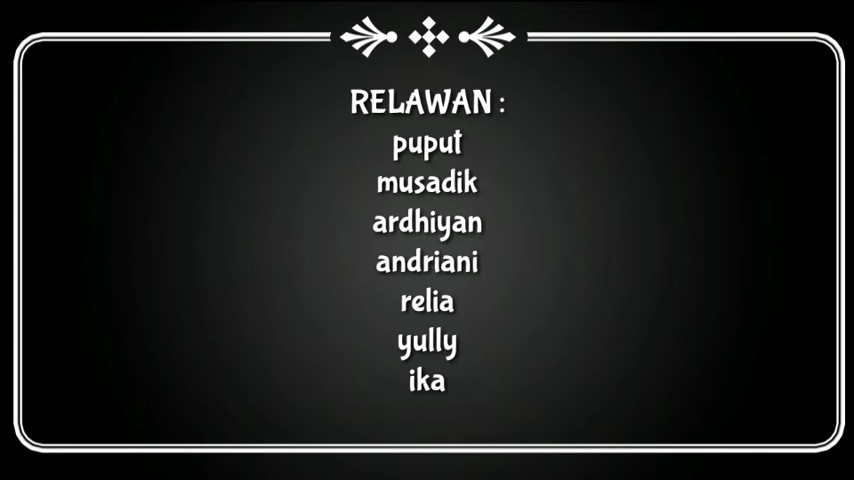 RELAWAN :
puput
musadik
ardhiyan
andriani
relia
yully
ika